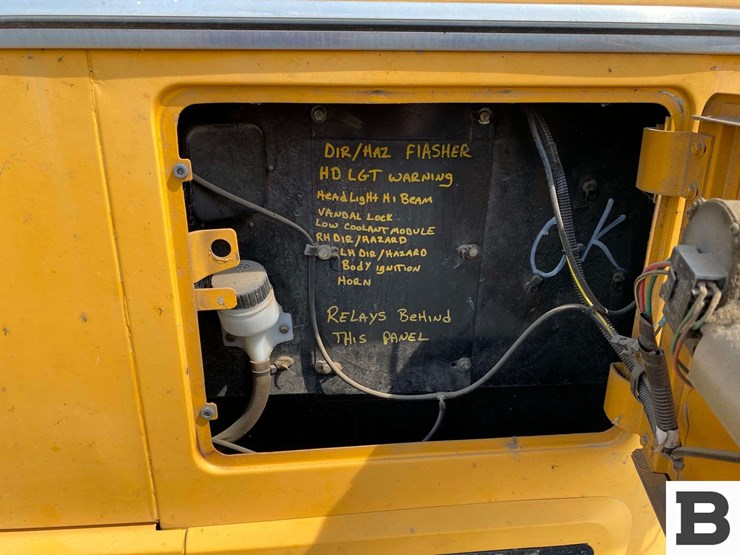 DIR/HAZ FlASHER
HD LGT WARNING
HeadLigHt Hi BEAM
VANDAL LOCK
LOW COOLANT MODULE
RH DIR/HAZARD
LH DIR/HAZARD
Body IgNITION
HORN
OK
RELAYS BeHiNd
THIS PANEL
B